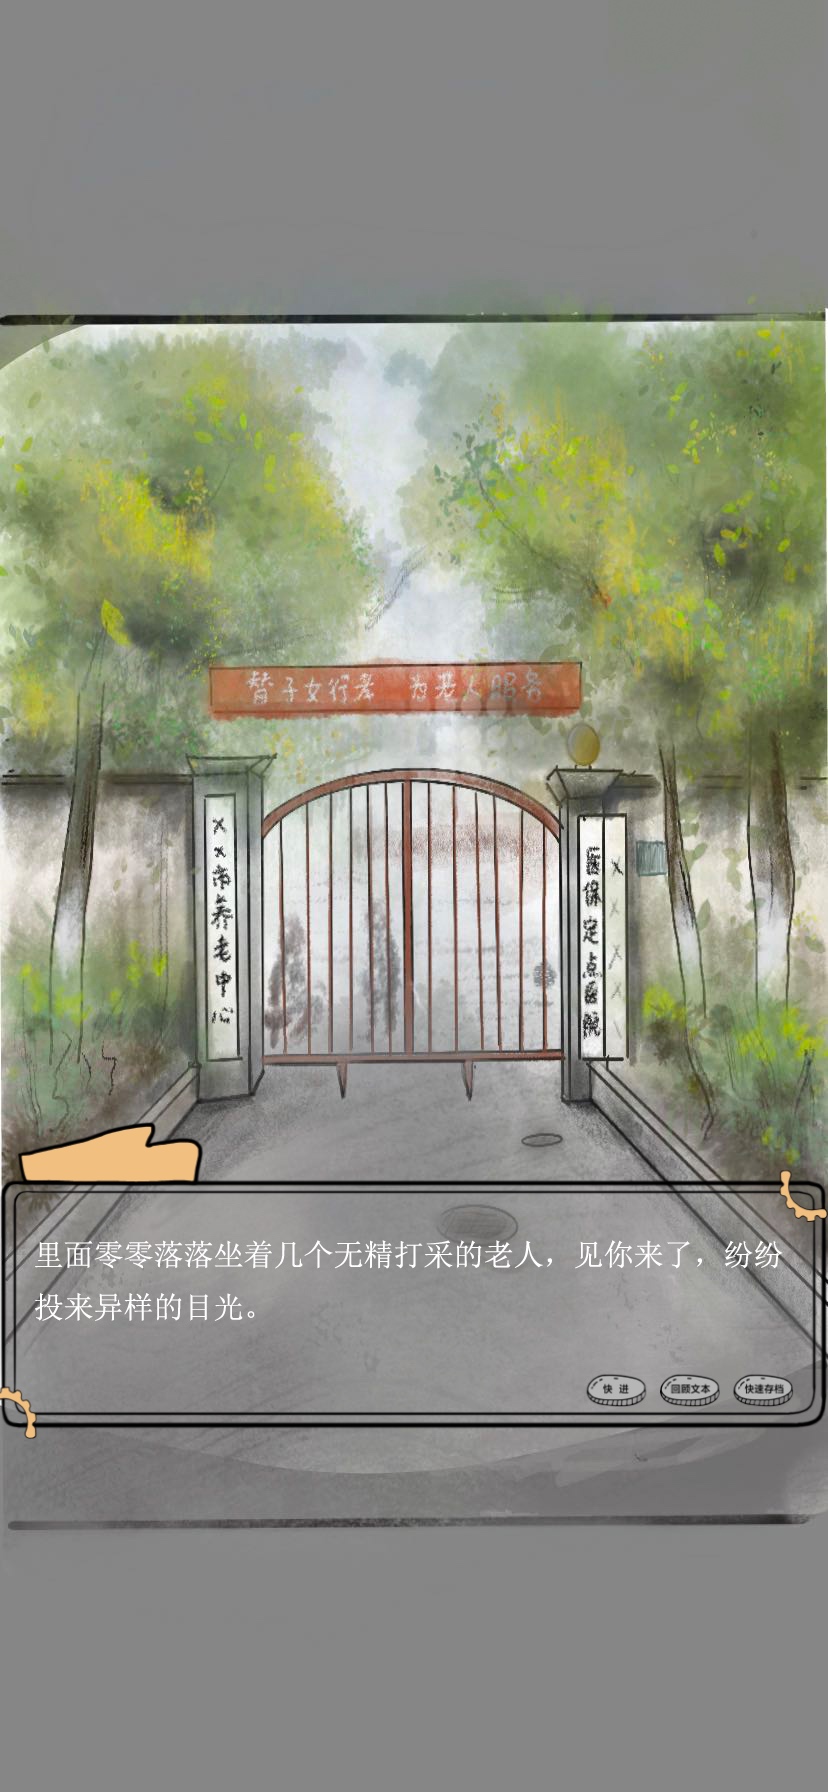 替子女行孝 为老人服务
××市养老中心
医保定点医院
××××
里面零零落落坐着几个无精打采的老人，见你来了，纷纷
投来异样的目光。
快进
回顾文本
快速存档